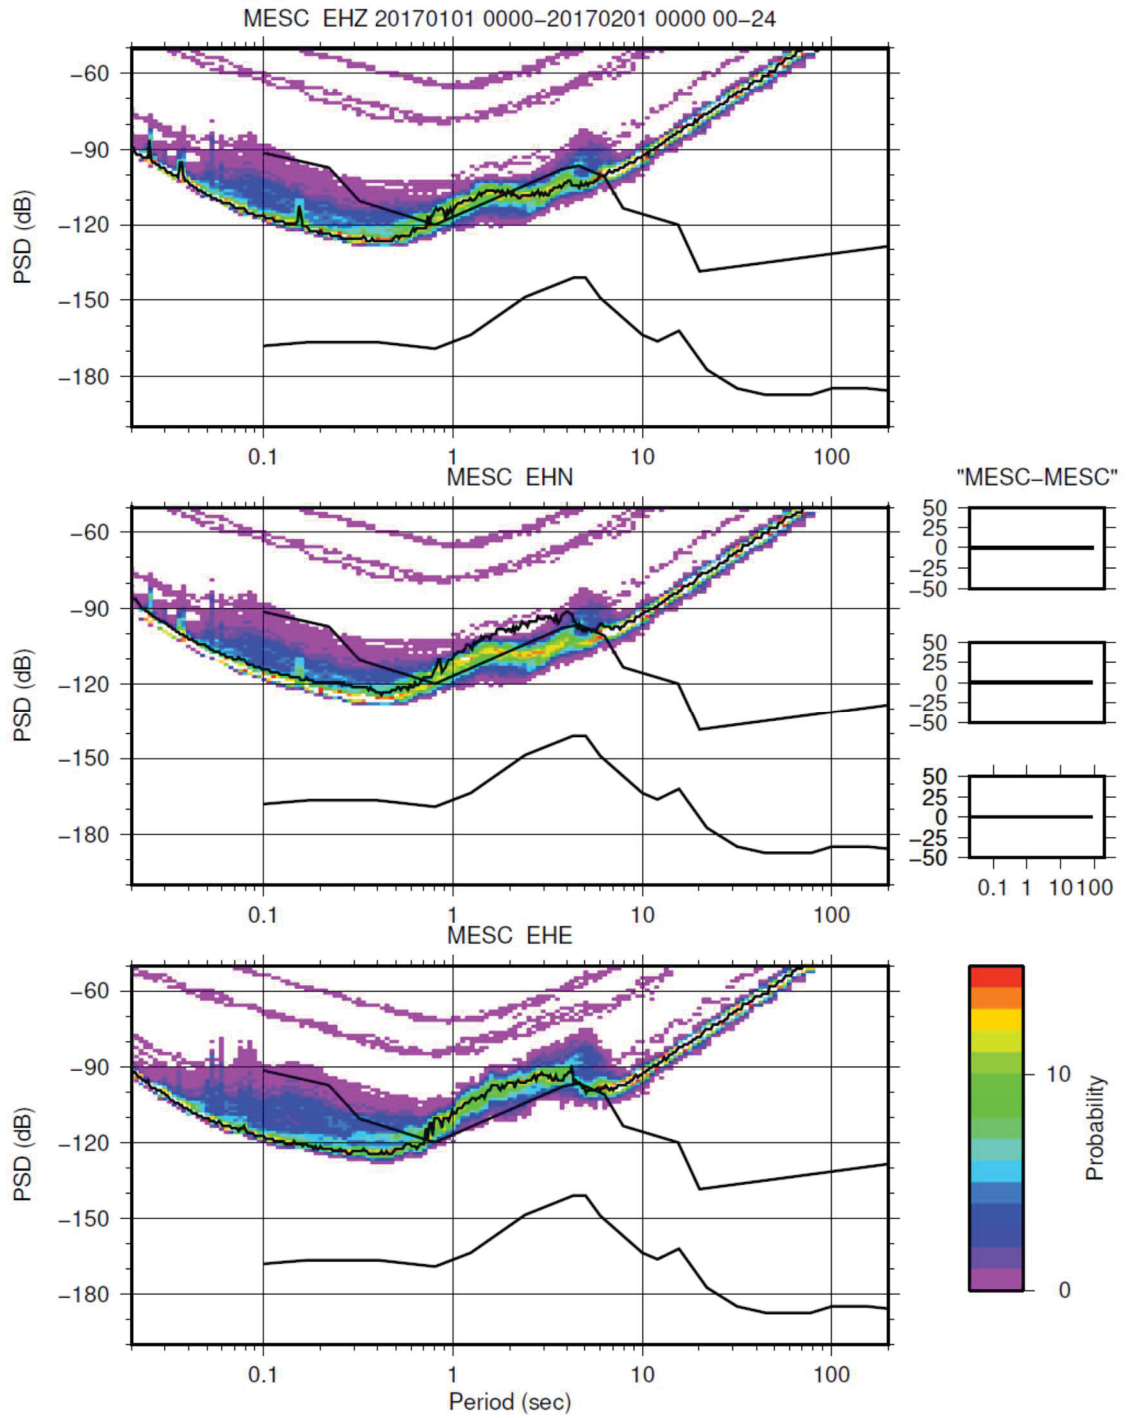 MESC EHZ 20170101 0000−20170201 0000 00−24
−60
−90
−120
−150
−180
PSD (dB)
0.1 1 10 100
MESC EHN
−60
−90
−120
−150
−180
PSD (dB)
0.1 1 10 100
"MESC−MESC"
50
25
0
−25
−50
50
25
0
−25
−50
50
25
0
−25
−50
0.1 1 10 100
MESC EHE
−60
−90
−120
−150
−180
PSD (dB)
0.1 1 10 100
Period (sec)
10
0
Probability